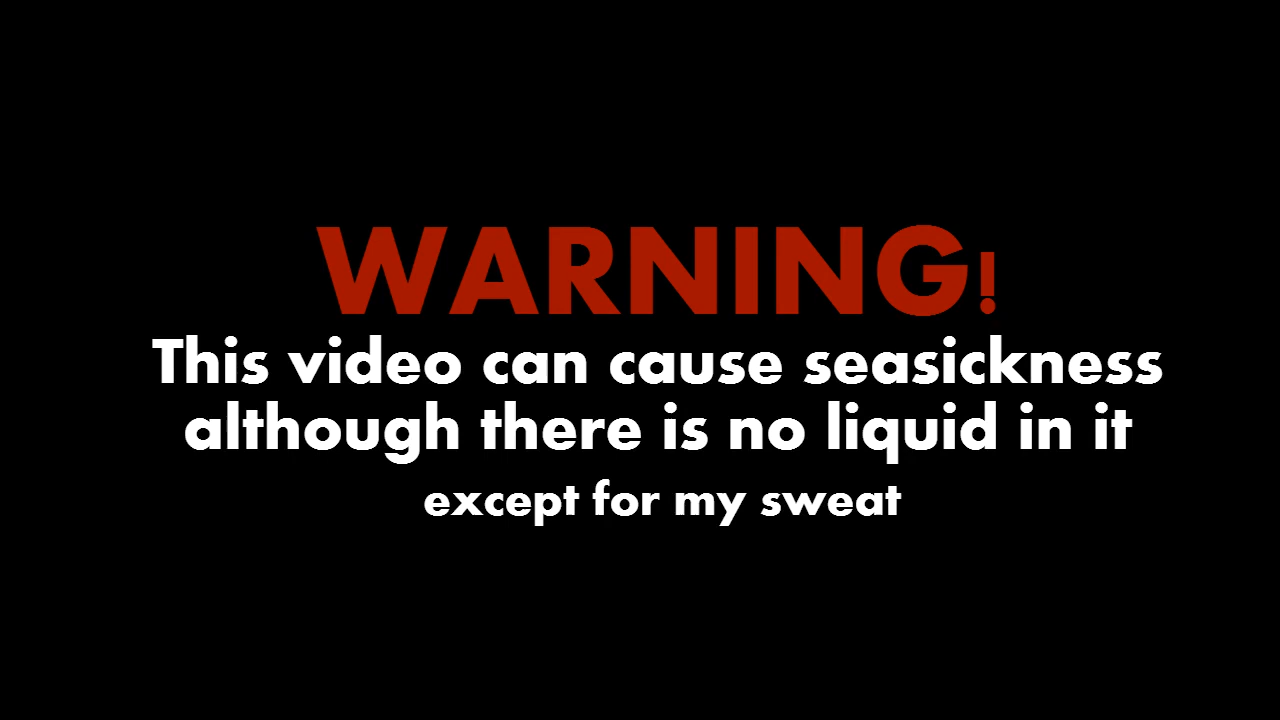 WARNING!
This video can cause seasickness
although there is no liquid in it
except for my sweat